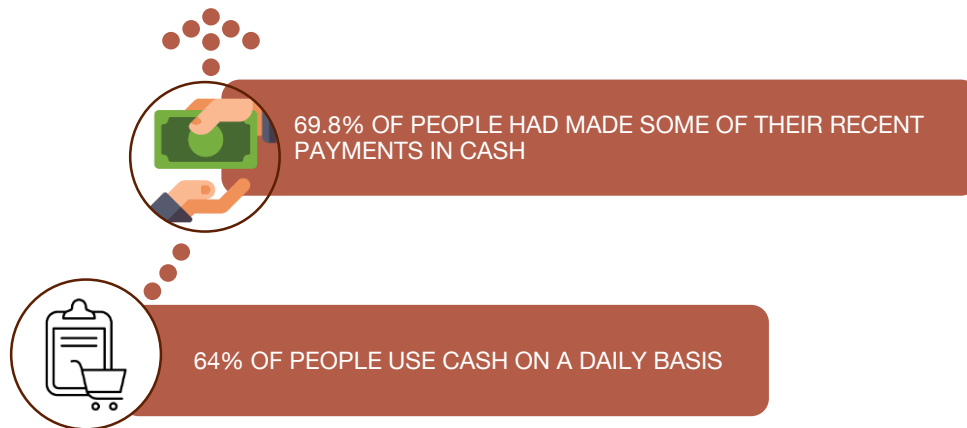 69.8% OF PEOPLE HAD MADE SOME OF THEIR RECENT
PAYMENTS IN CASH
64% OF PEOPLE USE CASH ON A DAILY BASIS